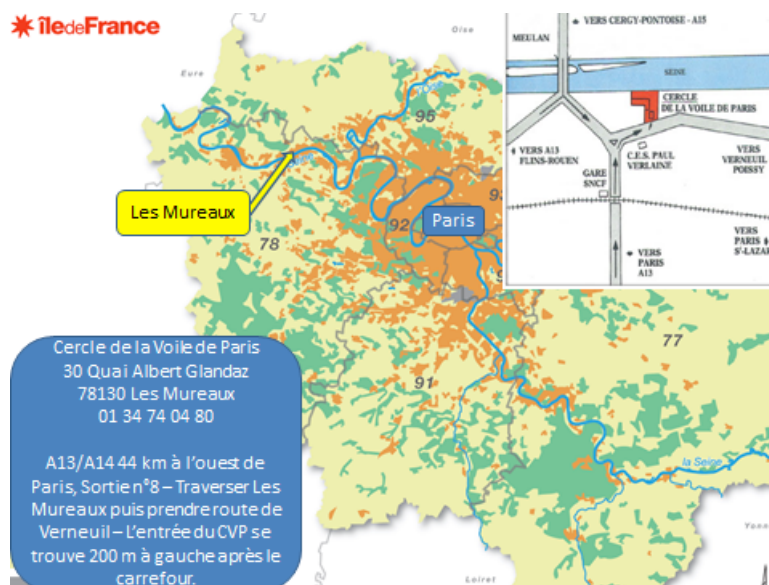 îledeFrance
Oise
Eure
l'Oise
95
Les Mureaux
78
92
Paris
91
77
la Seine
Loiret
MEULAN
VERS CERGY-PONTOISE - A15
SEINE
CERCLE
DE LA VOILE DE PARIS
VERS A13
FLINS-ROUEN
C.E.S. PAUL
VERLAINE
VERS
VERNEUIL
POISSY
GARE
SNCF
VERS
PARIS
A13
VERS
PARIS
Cercle de la Voile de Paris
30 Quai Albert Glandaz
78130 Les Mureaux
01 34 74 04 80
A13/A14 44 km à l'ouest de
Paris, Sortie n°8 – Traverser Les
Mureaux puis prendre route de
Verneuil – L'entrée du CVP se
trouve 200 m à gauche après le
carrefour.